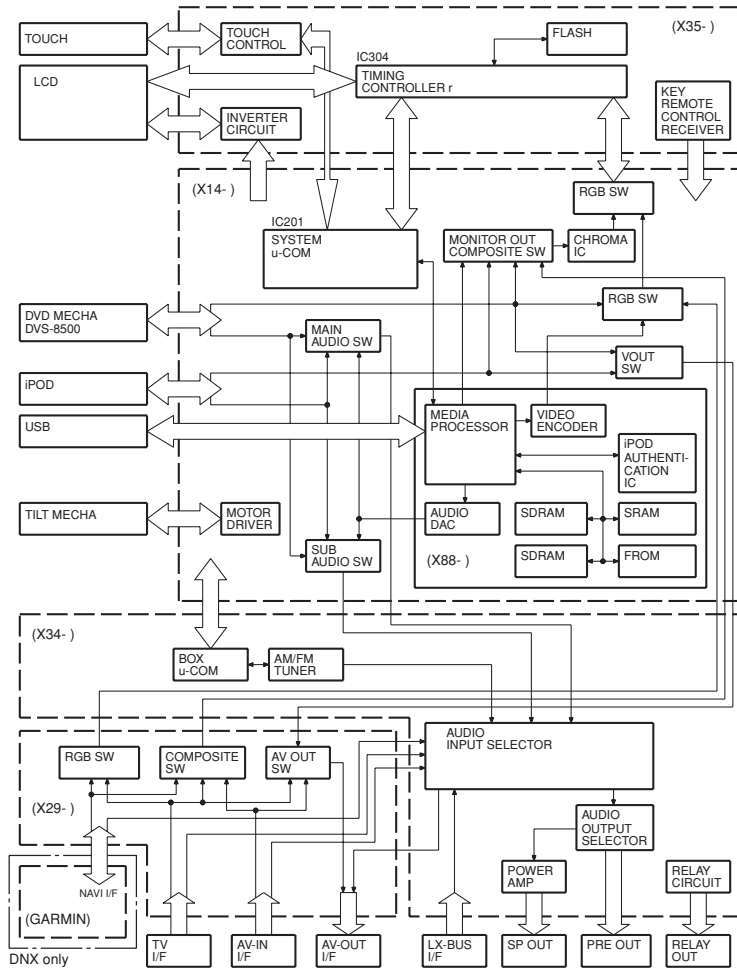 (X35- )
TOUCH
TOUCH
CONTROL
FLASH
IC304
LCD
TIMING
CONTROLLER r
KEY
REMOTE
CONTROL
RECEIVER
INVERTER
CIRCUIT
(X14- )
RGB SW
IC201
SYSTEM
u-COM
MONITOR OUT
COMPOSITE SW
CHROMA
IC
RGB SW
DVD MECHA
DVS-8500
MAIN
AUDIO SW
VOUT
SW
iPOD
USB
MEDIA
PROCESSOR
VIDEO
ENCODER
iPOD
AUTHENTI-
CATION
IC
TILT MECHA
MOTOR
DRIVER
AUDIO
DAC
SDRAM
SRAM
SUB
AUDIO SW
(X88- )
SDRAM
FROM
(X34- )
BOX
u-COM
AM/FM
TUNER
AUDIO
INPUT SELECTOR
RGB SW
COMPOSITE
SW
AV OUT
SW
(X29- )
AUDIO
OUTPUT
SELECTOR
POWER
AMP
RELAY
CIRCUIT
NAVI I/F
(GARMIN)
DNX only
TV
I/F
AV-IN
I/F
AV-OUT
I/F
LX-BUS
I/F
SP OUT
PRE OUT
RELAY
OUT